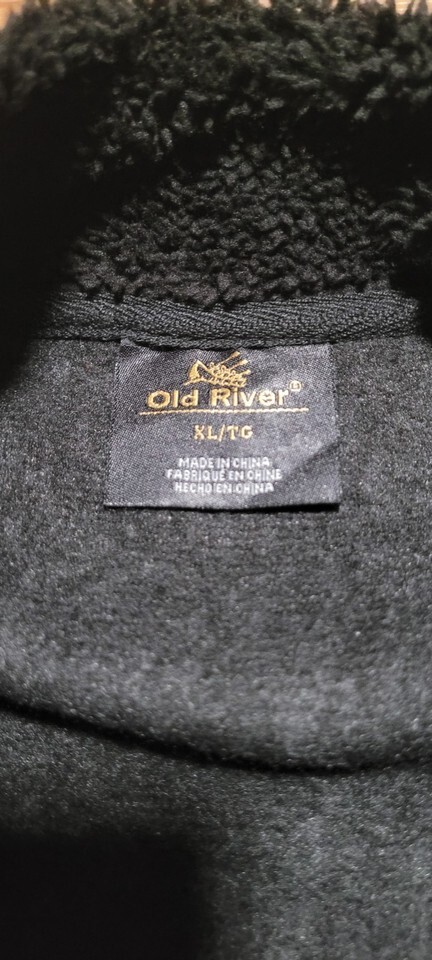 Old River®
XL/TG
MADE IN CHINA
FABRIQUÉ EN CHINE
HECHO EN CHINA